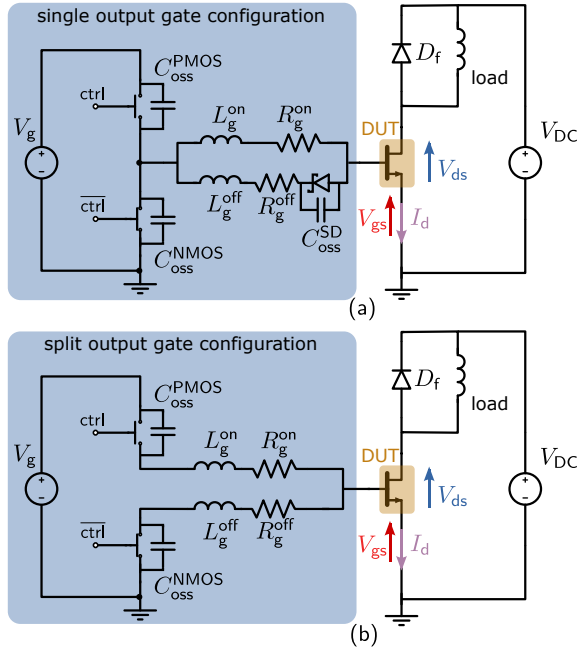 single output gate configuration
C_oss^PMOS
ctrl
V_g
L_g^on
R_g^on
L_g^off
R_g^off
C_oss^SD
\overline{ctrl}
C_oss^NMOS
D_f
load
DUT
V_ds
V_DC
V_gs
I_d
(a)
split output gate configuration
C_oss^PMOS
ctrl
V_g
L_g^on
R_g^on
L_g^off
R_g^off
\overline{ctrl}
C_oss^NMOS
D_f
load
DUT
V_ds
V_DC
V_gs
I_d
(b)